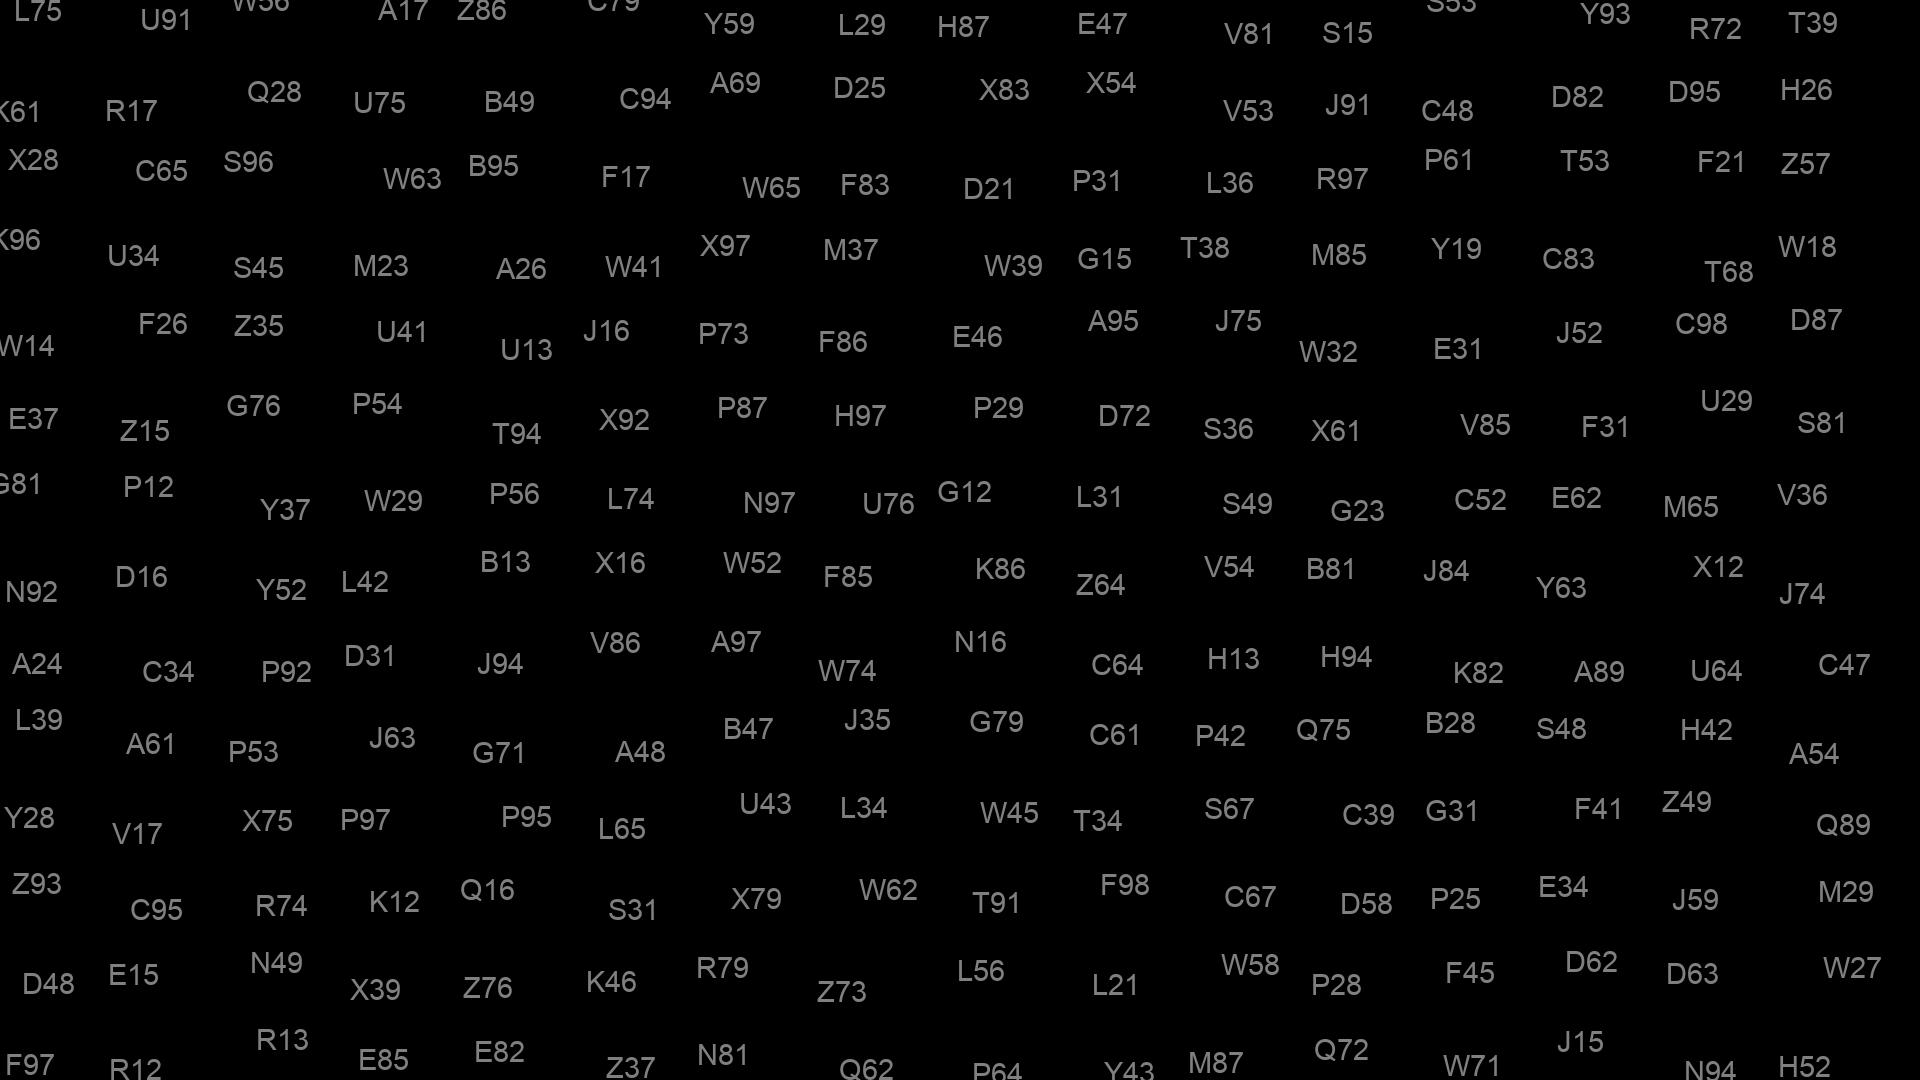 L75 U91 W56 A17 Z86 C79 Y59 L29 H87 E47 V81 S15 S53 Y93 R72 T39
K61 R17 Q28 U75 B49 C94 A69 D25 X83 X54 V53 J91 C48 D82 D95 H26
X28 C65 S96 W63 B95 F17 W65 F83 D21 P31 L36 R97 P61 T53 F21 Z57
K96 U34 S45 M23 A26 W41 X97 M37 W39 G15 T38 M85 Y19 C83 T68 W18
W14 F26 Z35 U41 U13 J16 P73 F86 E46 A95 J75 W32 E31 J52 C98 D87
E37 Z15 G76 P54 T94 X92 P87 H97 P29 D72 S36 X61 V85 F31 U29 S81
G81 P12 Y37 W29 P56 L74 N97 U76 G12 L31 S49 G23 C52 E62 M65 V36
N92 D16 Y52 L42 B13 X16 W52 F85 K86 Z64 V54 B81 J84 Y63 X12 J74
A24 C34 P92 D31 J94 V86 A97 W74 N16 C64 H13 H94 K82 A89 U64 C47
L39 A61 P53 J63 G71 A48 B47 J35 G79 C61 P42 Q75 B28 S48 H42 A54
Y28 V17 X75 P97 P95 L65 U43 L34 W45 T34 S67 C39 G31 F41 Z49 Q89
Z93 C95 R74 K12 Q16 S31 X79 W62 T91 F98 C67 D58 P25 E34 J59 M29
D48 E15 N49 X39 Z76 K46 R79 Z73 L56 L21 W58 P28 F45 D62 D63 W27
F97 R12 R13 E85 E82 Z37 N81 Q62 P64 Y43 M87 Q72 W71 J15 N94 H52